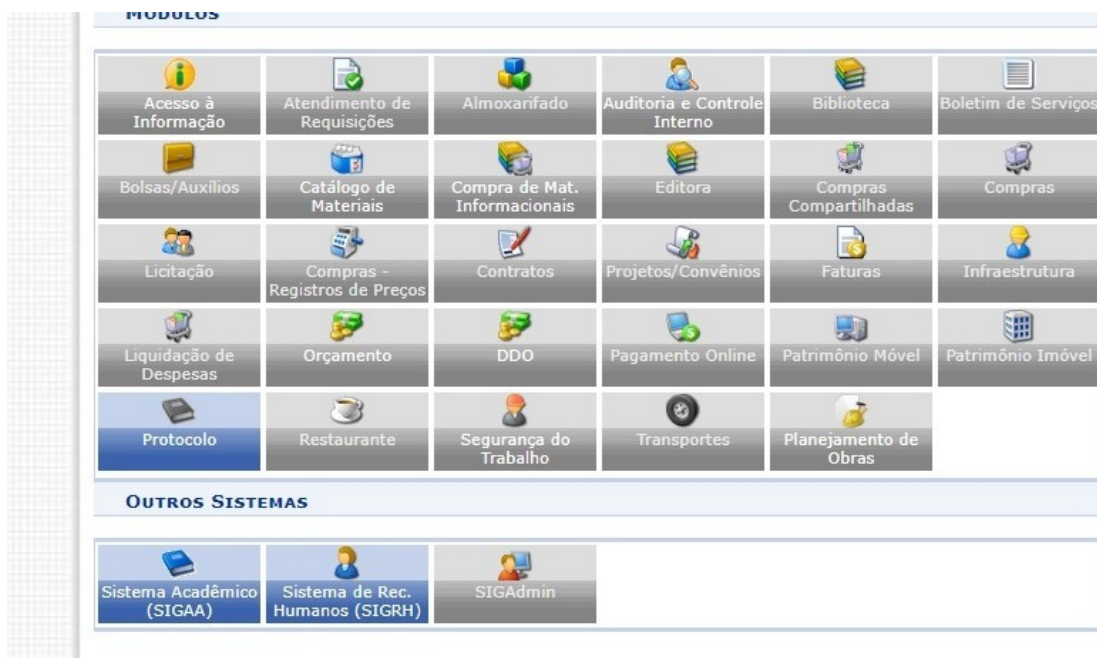 MÓDULOS
Acesso à
Informação
Atendimento de
Requisições
Almoxarifado
Auditoria e Controle
Interno
Biblioteca
Boletim de Serviços
Bolsas/Auxílios
Catálogo de
Materiais
Compra de Mat.
Informacionais
Editora
Compras
Compartilhadas
Compras
Licitação
Compras -
Registros de Preços
Contratos
Projetos/Convênios
Faturas
Infraestrutura
Liquidação de
Despesas
Orçamento
DDO
Pagamento Online
Patrimônio Móvel
Patrimônio Imóvel
Protocolo
Restaurante
Segurança do
Trabalho
Transportes
Planejamento de
Obras
OUTROS SISTEMAS
Sistema Acadêmico
(SIGAA)
Sistema de Rec.
Humanos (SIGRH)
SIGAdmin